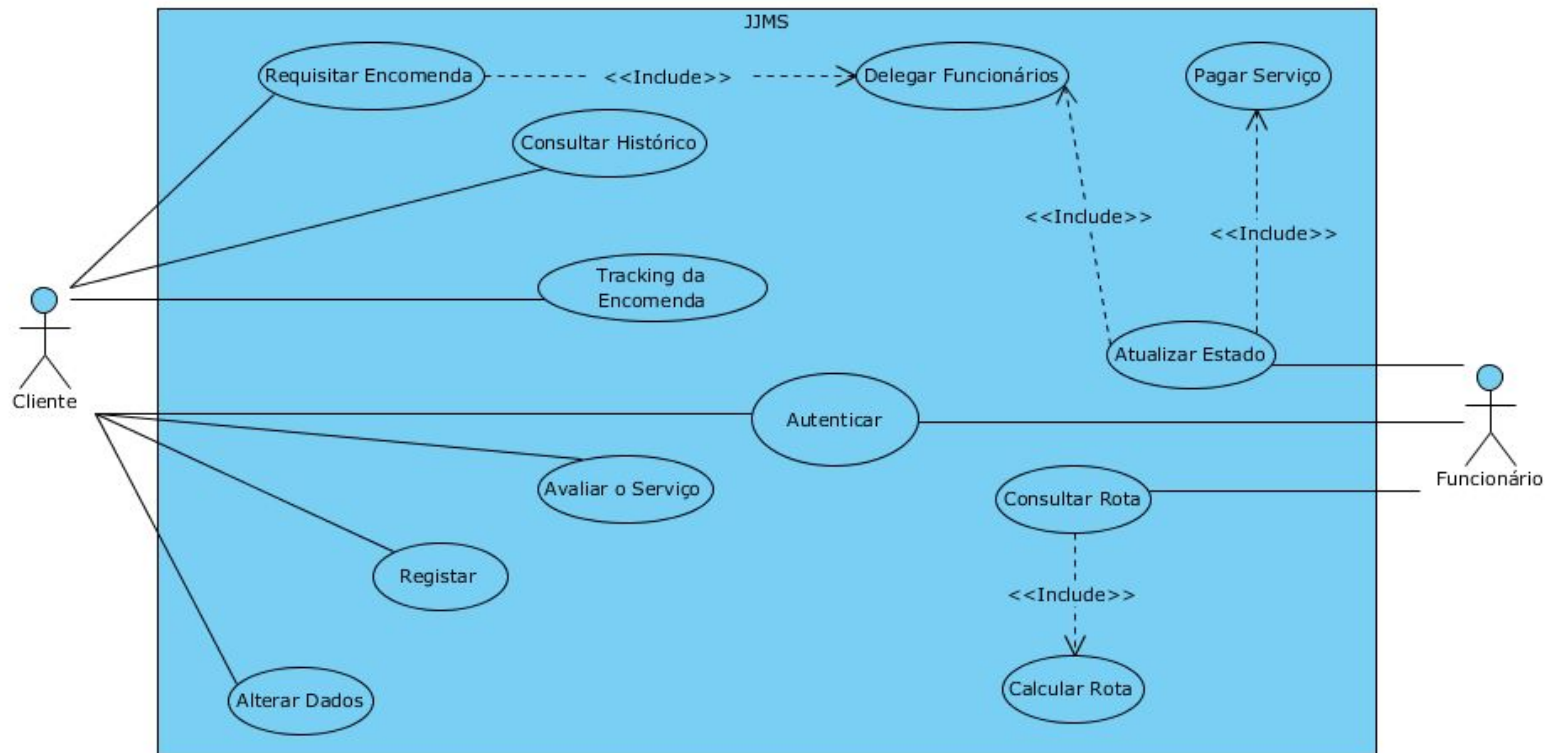 JJMS
Requisitar Encomenda
<<Include>>
Delegar Funcionários
Pagar Serviço
Consultar Histórico
<<Include>>
<<Include>>
Tracking da
Encomenda
Atualizar Estado
Cliente
Autenticar
Funcionário
Avaliar o Serviço
Consultar Rota
Registar
<<Include>>
Alterar Dados
Calcular Rota